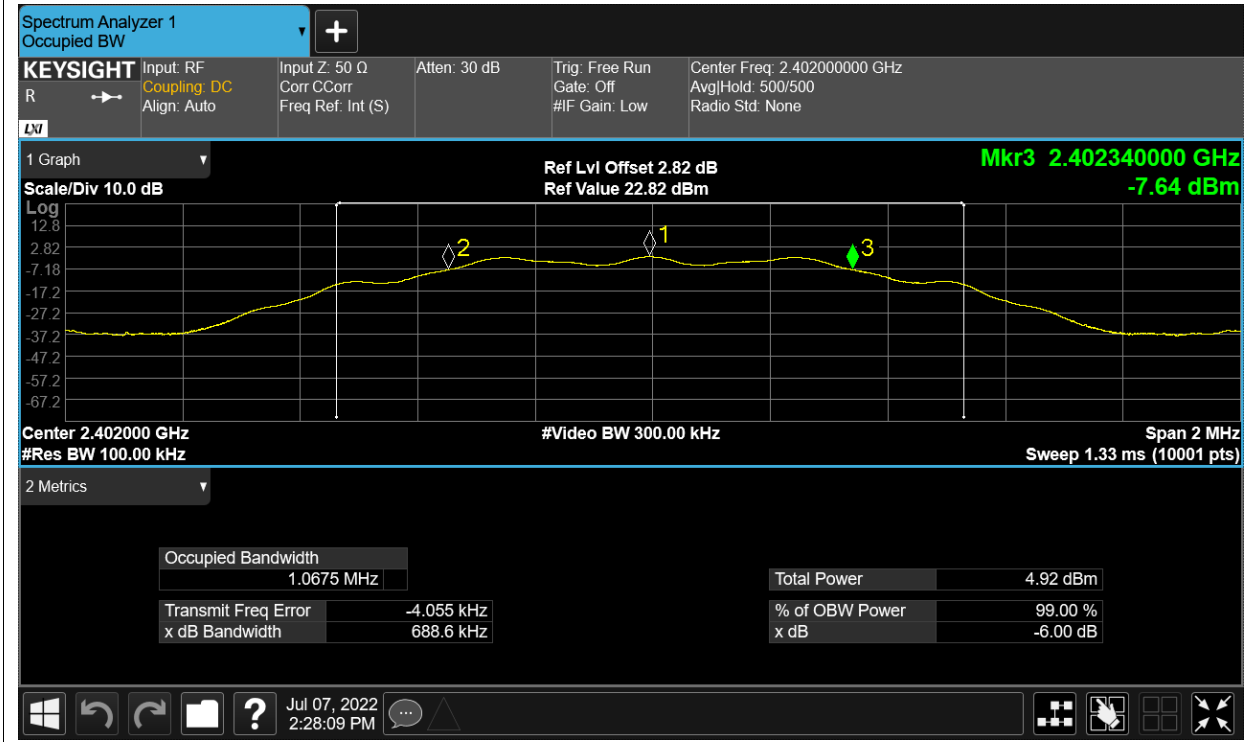 Spectrum Analyzer 1
Occupied BW
KEYSIGHT
R
LXI
Input: RF
Coupling: DC
Align: Auto
Input Z: 50 Ω
Corr CCorr
Freq Ref: Int (S)
Atten: 30 dB
Trig: Free Run
Gate: Off
#IF Gain: Low
Center Freq: 2.402000000 GHz
Avg|Hold: 500/500
Radio Std: None
1 Graph
Scale/Div 10.0 dB
Ref Lvl Offset 2.82 dB
Ref Value 22.82 dBm
Mkr3 2.402340000 GHz
-7.64 dBm
Log
12.8
2.82
-7.18
-17.2
-27.2
-37.2
-47.2
-57.2
-67.2
2
1
3
Center 2.402000 GHz
#Res BW 100.00 kHz
#Video BW 300.00 kHz
Span 2 MHz
Sweep 1.33 ms (10001 pts)
2 Metrics
Occupied Bandwidth
1.0675 MHz
Transmit Freq Error -4.055 kHz
x dB Bandwidth 688.6 kHz
Total Power 4.92 dBm
% of OBW Power 99.00 %
x dB -6.00 dB
?
Jul 07, 2022
2:28:09 PM